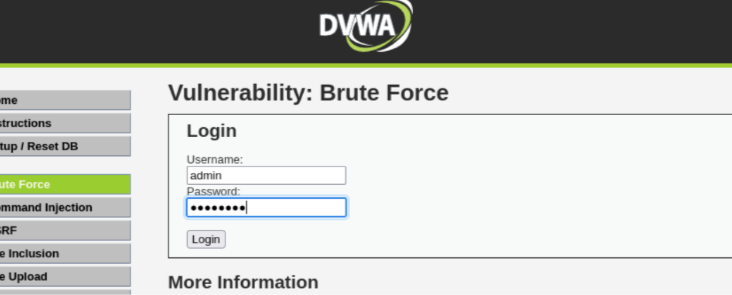 DVWA
Vulnerability: Brute Force
ome
structions
tup / Reset DB
ute Force
ommand Injection
SRF
e Inclusion
e Upload
Login
Username:
admin
Password:
••••••••
Login
More Information